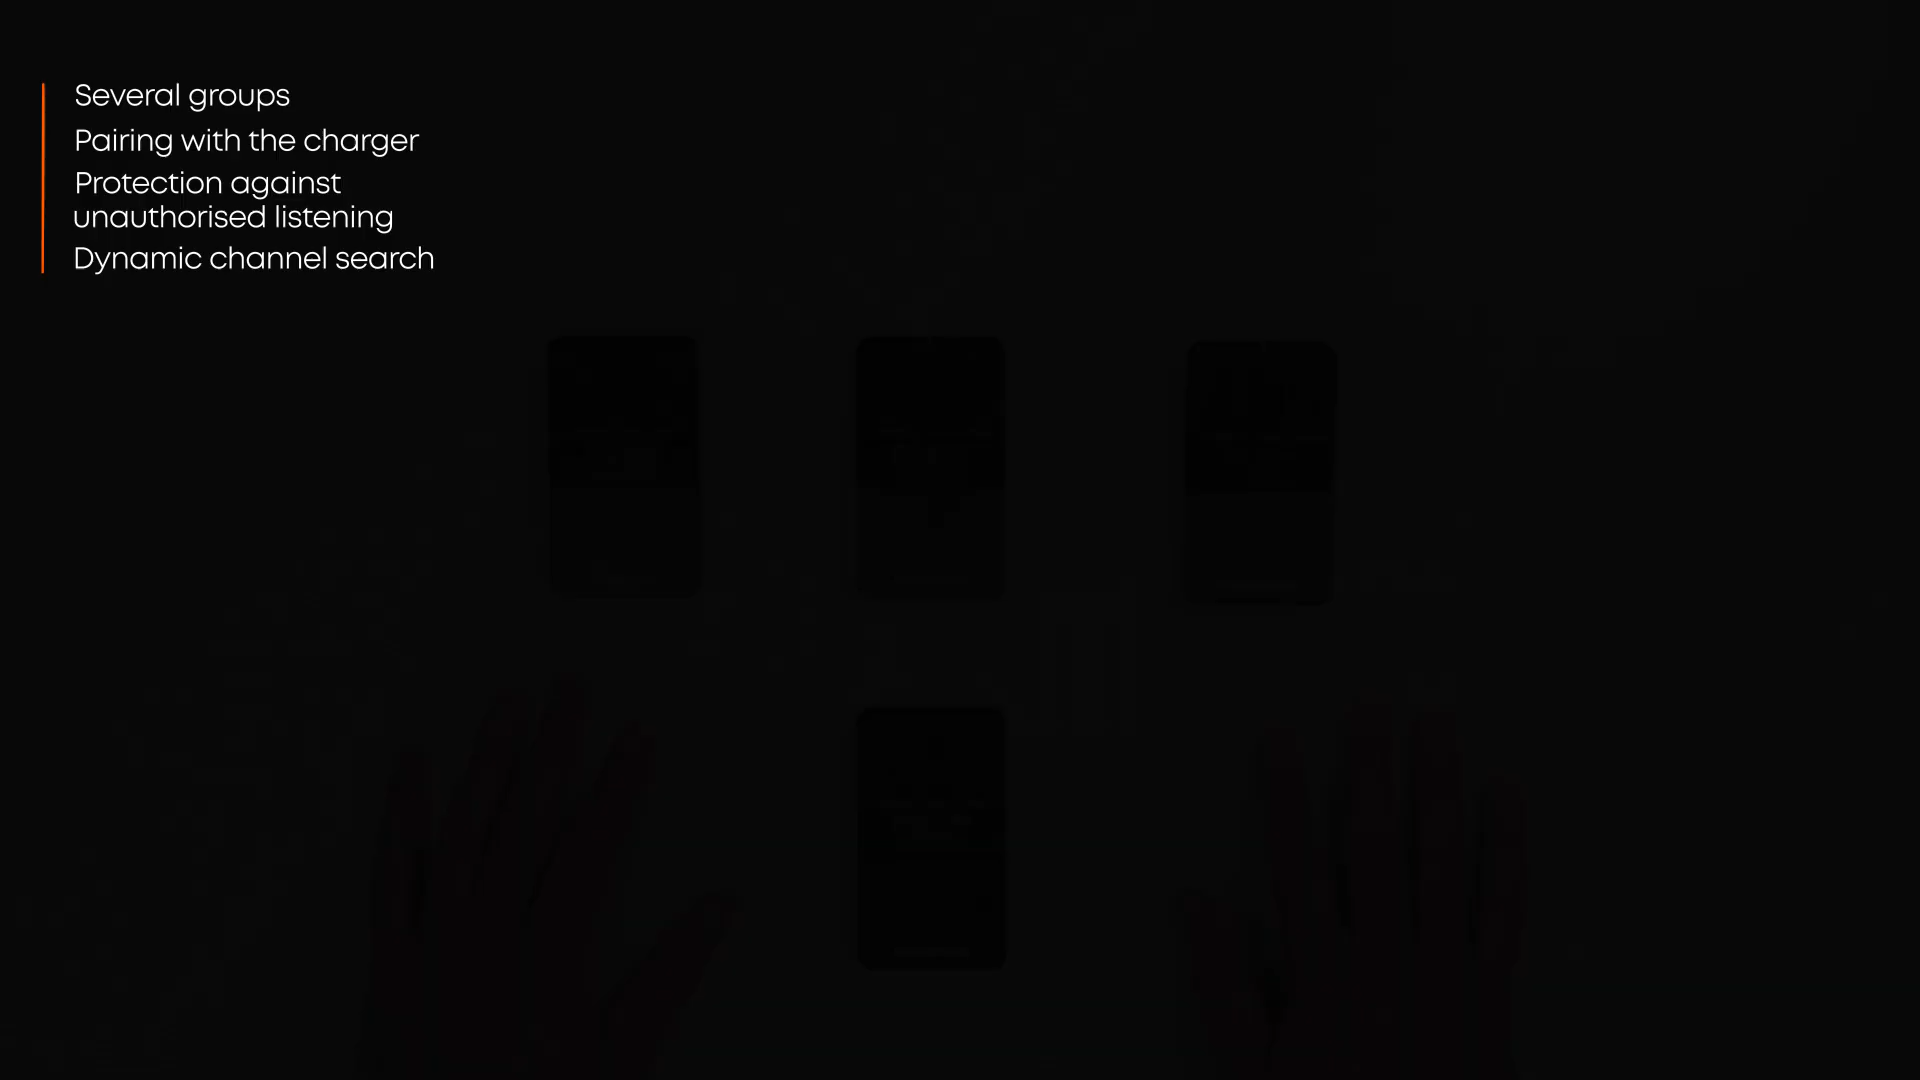 Several groups
Pairing with the charger
Protection against
unauthorised listening
Dynamic channel search